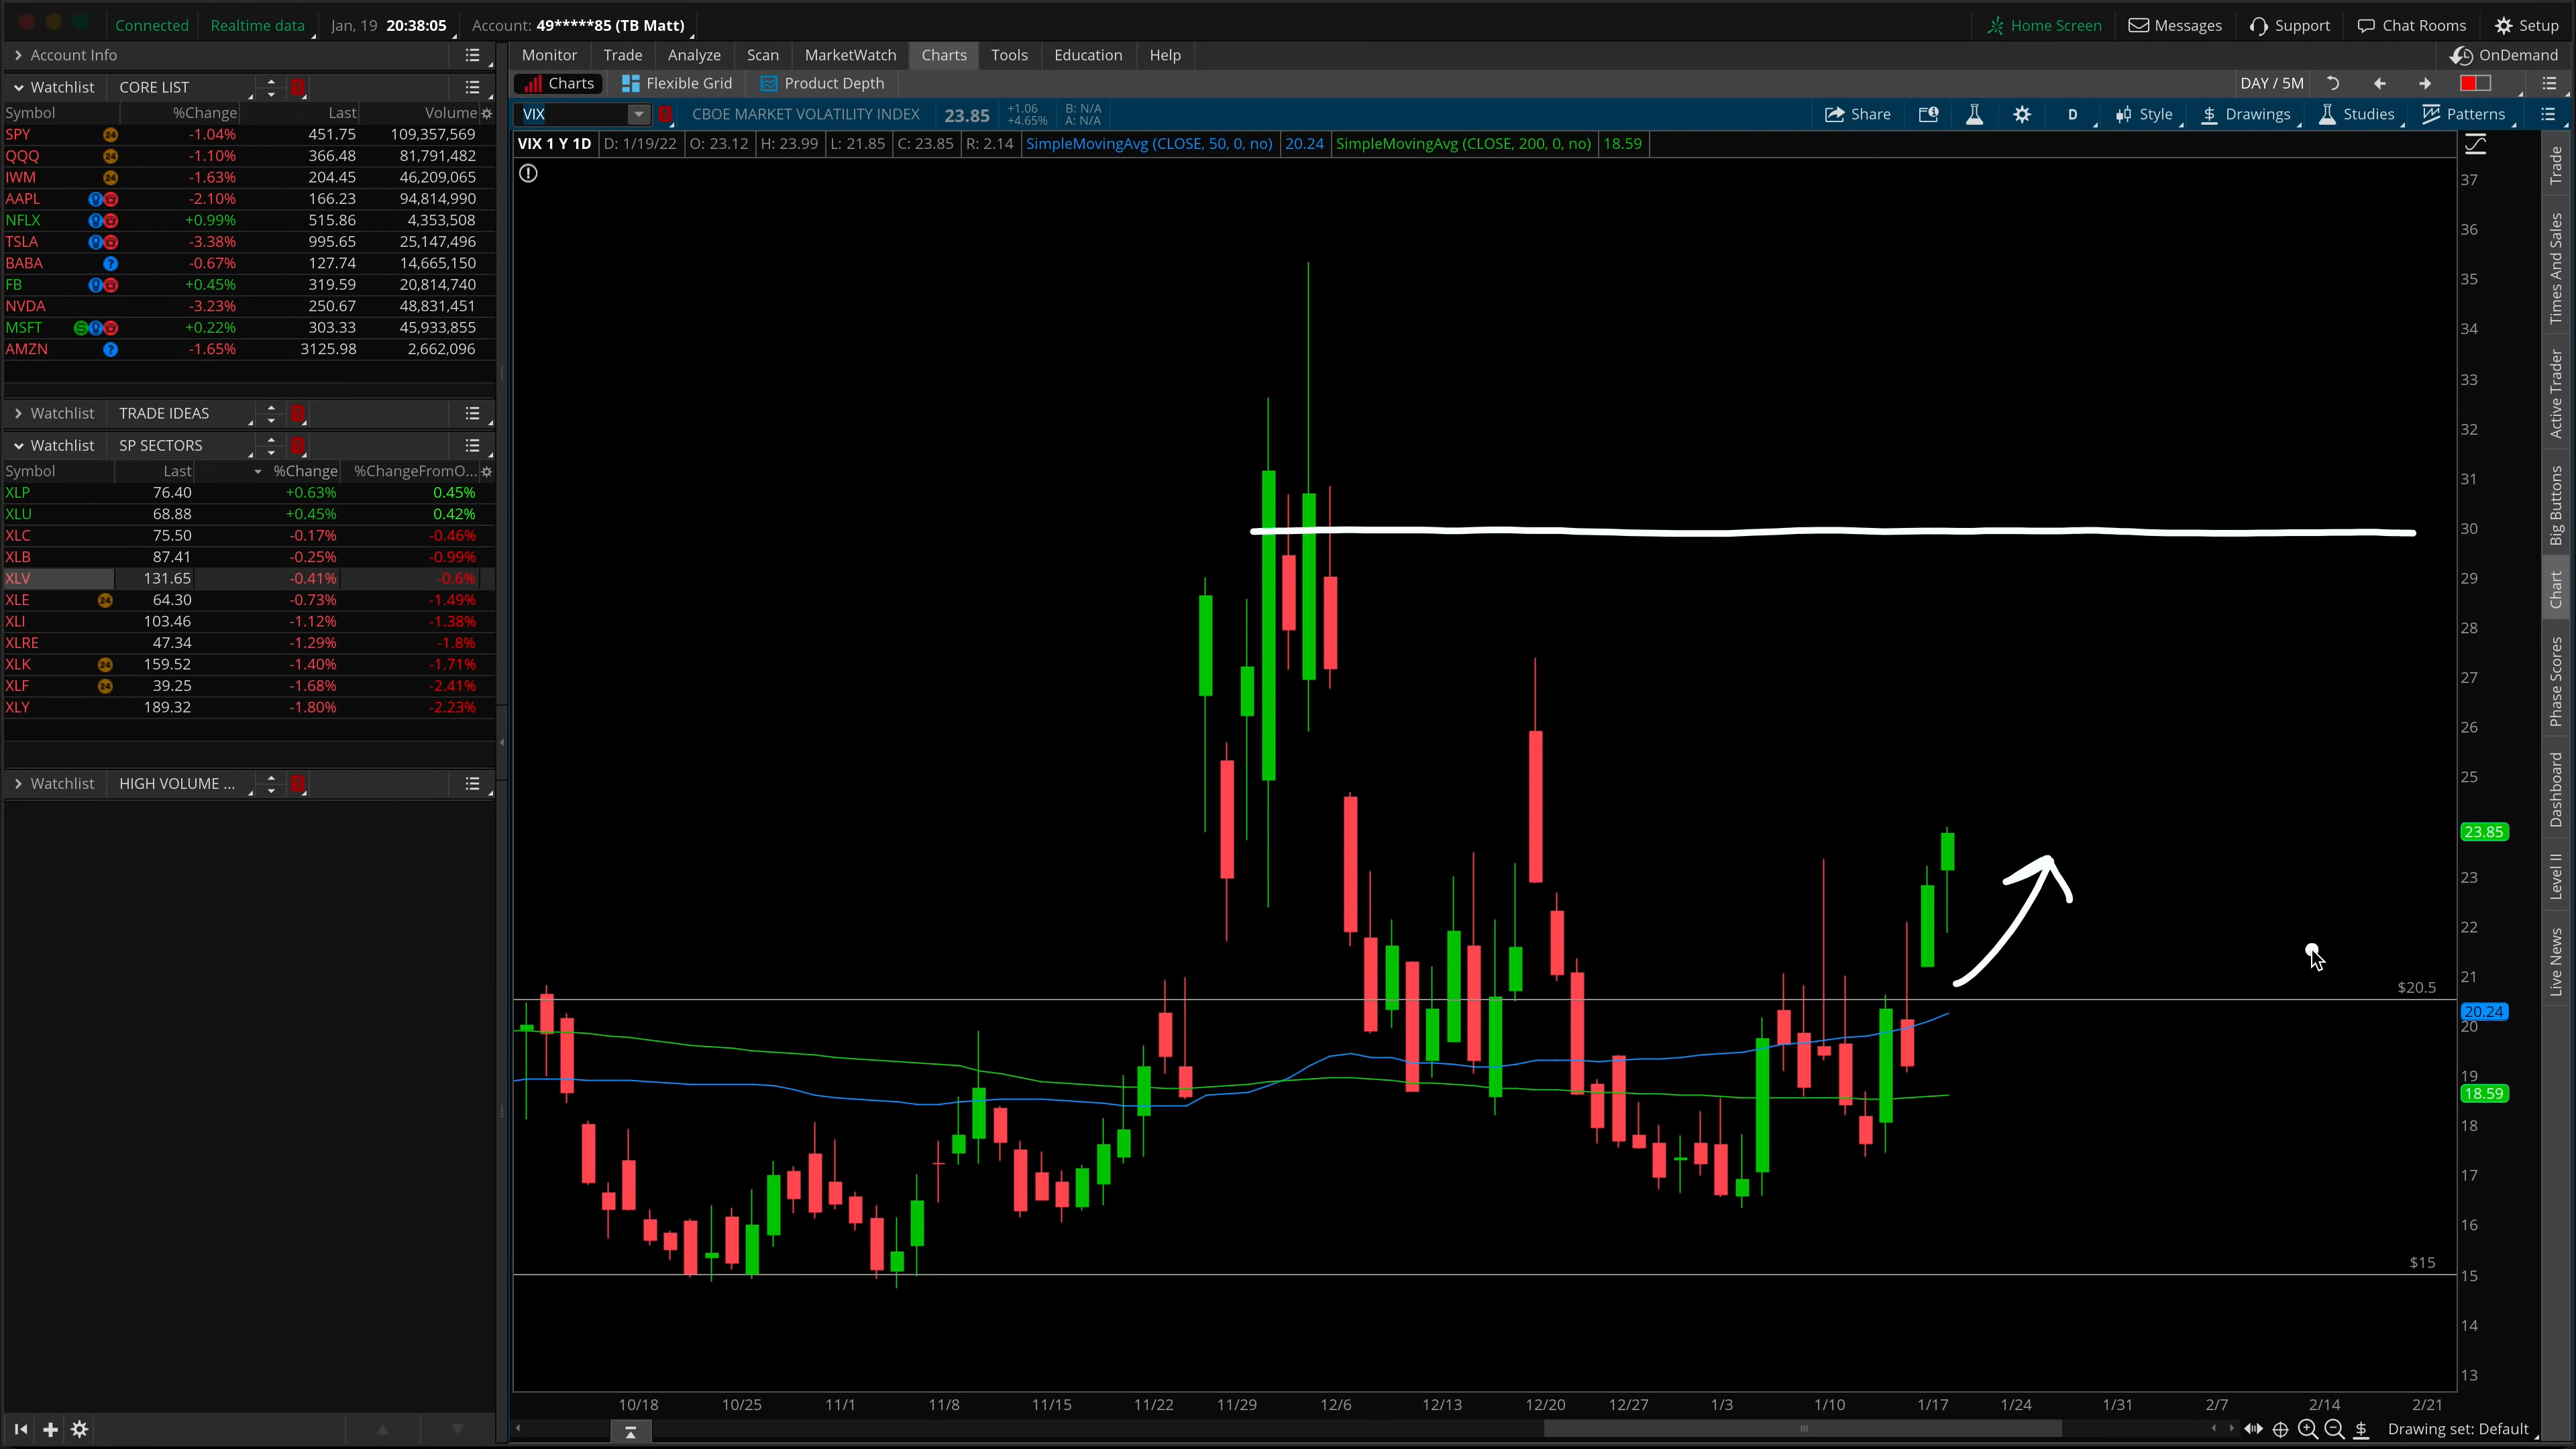 Connected Realtime data Jan, 19 20:38:05 Account: 49*****85 (TB Matt) Home Screen Messages Support Chat Rooms Setup
Account Info
Monitor Trade Analyze Scan MarketWatch Charts Tools Education Help OnDemand
Watchlist CORE LIST
Charts Flexible Grid Product Depth DAY / 5M
Symbol %Change Last Volume
VIX CBOE MARKET VOLATILITY INDEX 23.85 +1.06 +4.65% B: N/A A: N/A Share D Style Drawings Studies Patterns
VIX 1 Y 1D D: 1/19/22 O: 23.12 H: 23.99 L: 21.85 C: 23.85 R: 2.14 SimpleMovingAvg (CLOSE, 50, 0, no) 20.24 SimpleMovingAvg (CLOSE, 200, 0, no) 18.59
SPY 24 -1.04% 451.75 109,357,569
QQQ 24 -1.10% 366.48 81,791,482
IWM 24 -1.63% 204.45 46,209,065
AAPL -2.10% 166.23 94,814,990
NFLX +0.99% 515.86 4,353,508
TSLA -3.38% 995.65 25,147,496
BABA ? -0.67% 127.74 14,665,150
FB +0.45% 319.59 20,814,740
NVDA -3.23% 250.67 48,831,451
MSFT +0.22% 303.33 45,933,855
AMZN ? -1.65% 3125.98 2,662,096
Watchlist TRADE IDEAS
Watchlist SP SECTORS
Symbol Last %Change %ChangeFromO...
XLP 76.40 +0.63% 0.45%
XLU 68.88 +0.45% 0.42%
XLC 75.50 -0.17% -0.46%
XLB 87.41 -0.25% -0.99%
XLV 131.65 -0.41% -0.6%
XLE 24 64.30 -0.73% -1.49%
XLI 103.46 -1.12% -1.38%
XLRE 47.34 -1.29% -1.8%
XLK 24 159.52 -1.40% -1.71%
XLF 24 39.25 -1.68% -2.41%
XLY 189.32 -1.80% -2.23%
Watchlist HIGH VOLUME ...
37
36
35
34
33
32
31
30
29
28
27
26
25
23.85
23
22
21
$20.5
20.24
20
19
18.59
18
17
16
$15
15
14
13
10/18 10/25 11/1 11/8 11/15 11/22 11/29 12/6 12/13 12/20 12/27 1/3 1/10 1/17 1/24 1/31 2/7 2/14 2/21
Drawing set: Default
Trade
Times And Sales
Active Trader
Big Buttons
Chart
Phase Scores
Dashboard
Level II
Live News